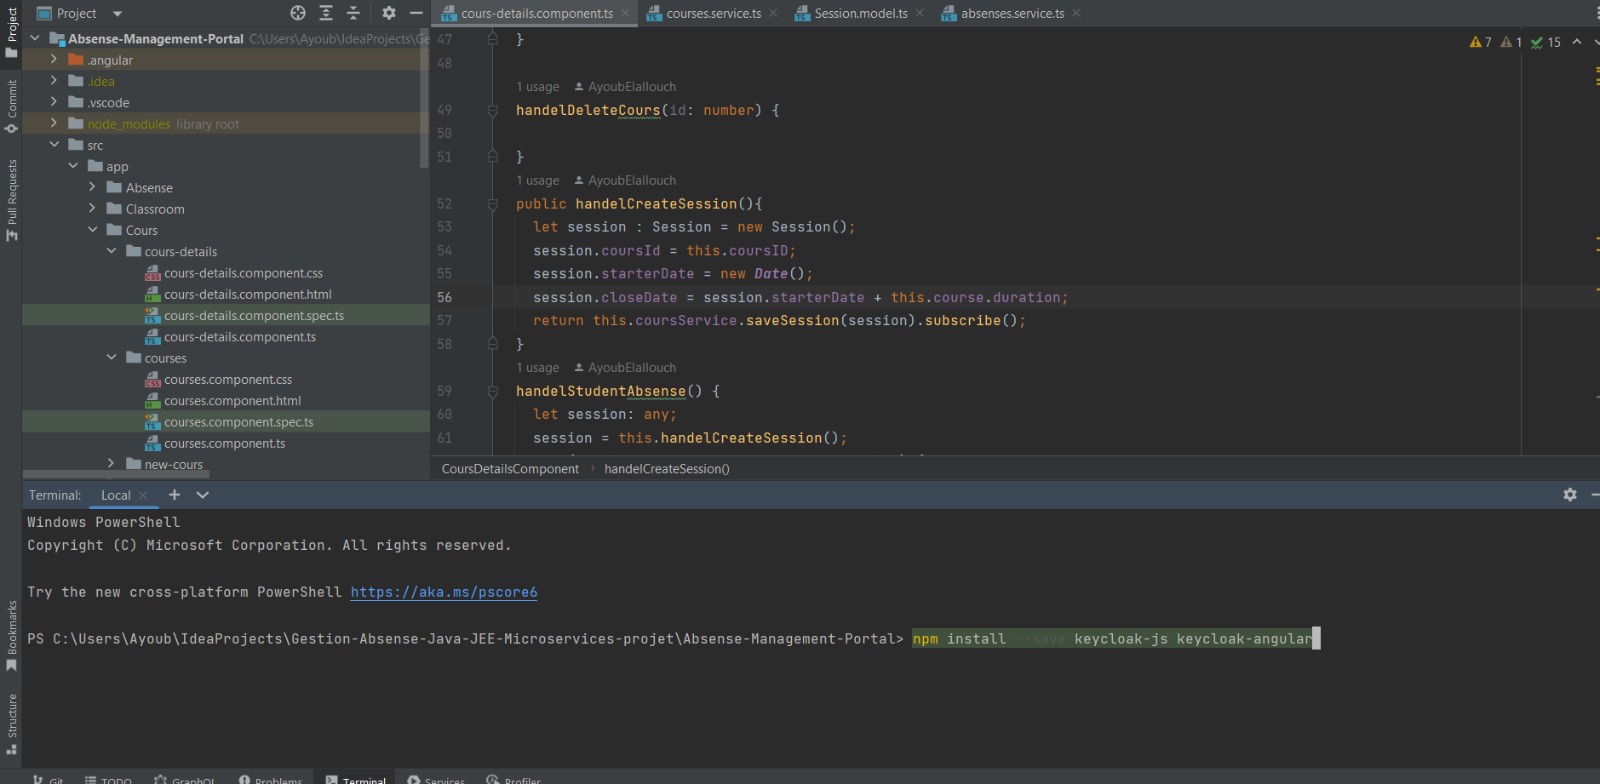 Project
cours-details.component.ts
courses.service.ts
Session.model.ts
absenses.service.ts
Project
Commit
Pull Requests
Bookmarks
Structure
Absense-Management-Portal C:\Users\Ayoub\IdeaProjects\Ge
.angular
.idea
.vscode
node_modules library root
src
app
Absense
Classroom
Cours
cours-details
cours-details.component.css
cours-details.component.html
cours-details.component.spec.ts
cours-details.component.ts
courses
courses.component.css
courses.component.html
courses.component.spec.ts
courses.component.ts
new-cours
7 1 15
47 }
48
1 usage AyoubElallouch
49 handelDeleteCours(id: number) {
50
51 }
1 usage AyoubElallouch
52 public handelCreateSession(){
53 let session : Session = new Session();
54 session.coursId = this.coursID;
55 session.starterDate = new Date();
56 session.closeDate = session.starterDate + this.course.duration;
57 return this.coursService.saveSession(session).subscribe();
58 }
1 usage AyoubElallouch
59 handelStudentAbsense() {
60 let session: any;
61 session = this.handelCreateSession();
CoursDetailsComponent › handelCreateSession()
Terminal: Local
Windows PowerShell
Copyright (C) Microsoft Corporation. All rights reserved.
Try the new cross-platform PowerShell https://aka.ms/pscore6
PS C:\Users\Ayoub\IdeaProjects\Gestion-Absense-Java-JEE-Microservices-projet\Absense-Management-Portal> npm install --save keycloak-js keycloak-angular
Git TODO GraphQL Problems Terminal Services Profiler